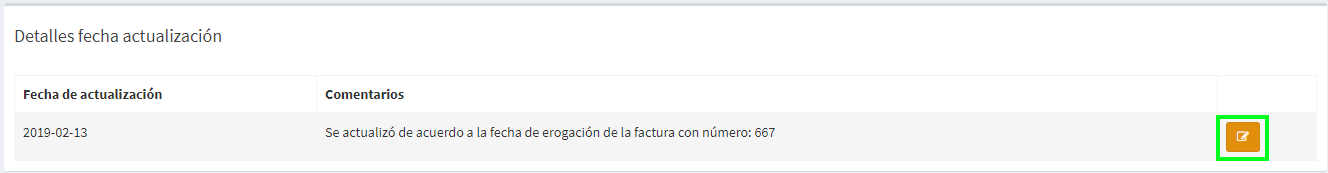 Detalles fecha actualización
Fecha de actualización Comentarios
2019-02-13 Se actualizó de acuerdo a la fecha de erogación de la factura con número: 667